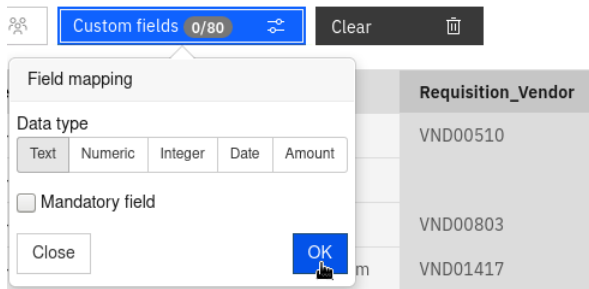 Custom fields 0/80
Clear
Field mapping
Requisition_Vendor
Data type
VND00510
Text Numeric Integer Date Amount
Mandatory field
VND00803
Close OK
m VND01417